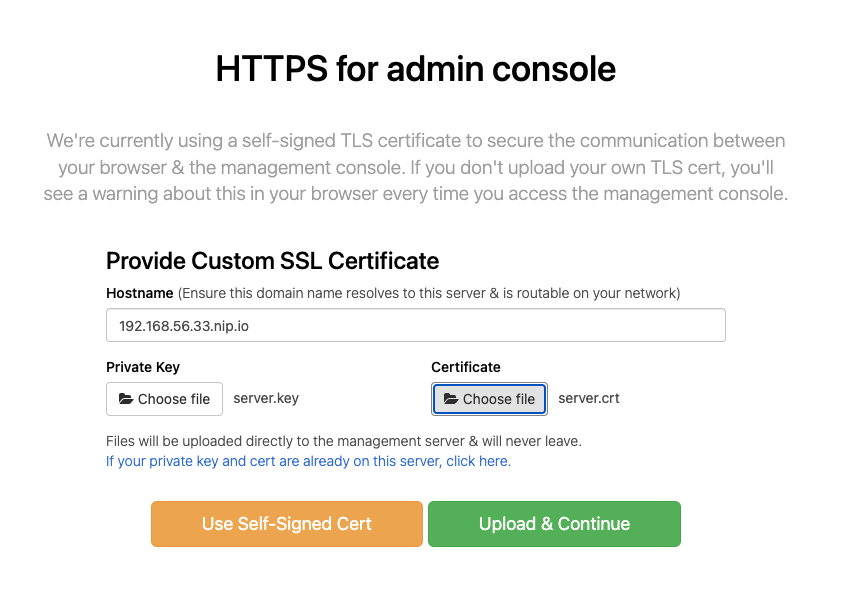 HTTPS for admin console
We're currently using a self-signed TLS certificate to secure the communication between
your browser & the management console. If you don't upload your own TLS cert, you'll
see a warning about this in your browser every time you access the management console.
Provide Custom SSL Certificate
Hostname (Ensure this domain name resolves to this server & is routable on your network)
192.168.56.33.nip.io
Private Key Certificate
Choose file server.key Choose file server.crt
Files will be uploaded directly to the management server & will never leave.
If your private key and cert are already on this server, click here.
Use Self-Signed Cert Upload & Continue